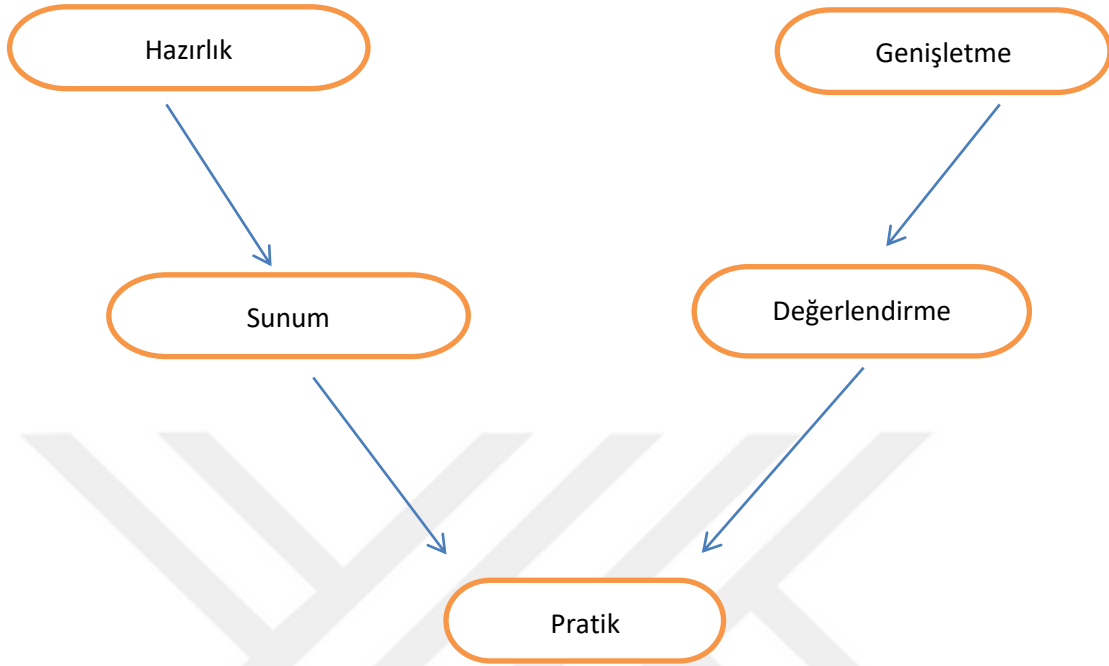 Hazırlık
Genişletme
Sunum
Değerlendirme
Pratik